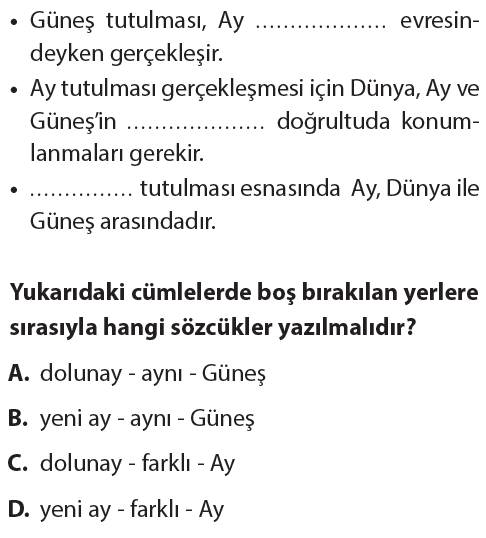 • Güneş tutulması, Ay ................... evresin-
deyken gerçekleşir.
• Ay tutulması gerçekleşmesi için Dünya, Ay ve
Güneş'in .................... doğrultuda konum-
lanmaları gerekir.
• ............... tutulması esnasında Ay, Dünya ile
Güneş arasındadır.
Yukarıdaki cümlelerde boş bırakılan yerlere
sırasıyla hangi sözcükler yazılmalıdır?
A. dolunay - aynı - Güneş
B. yeni ay - aynı - Güneş
C. dolunay - farklı - Ay
D. yeni ay - farklı - Ay